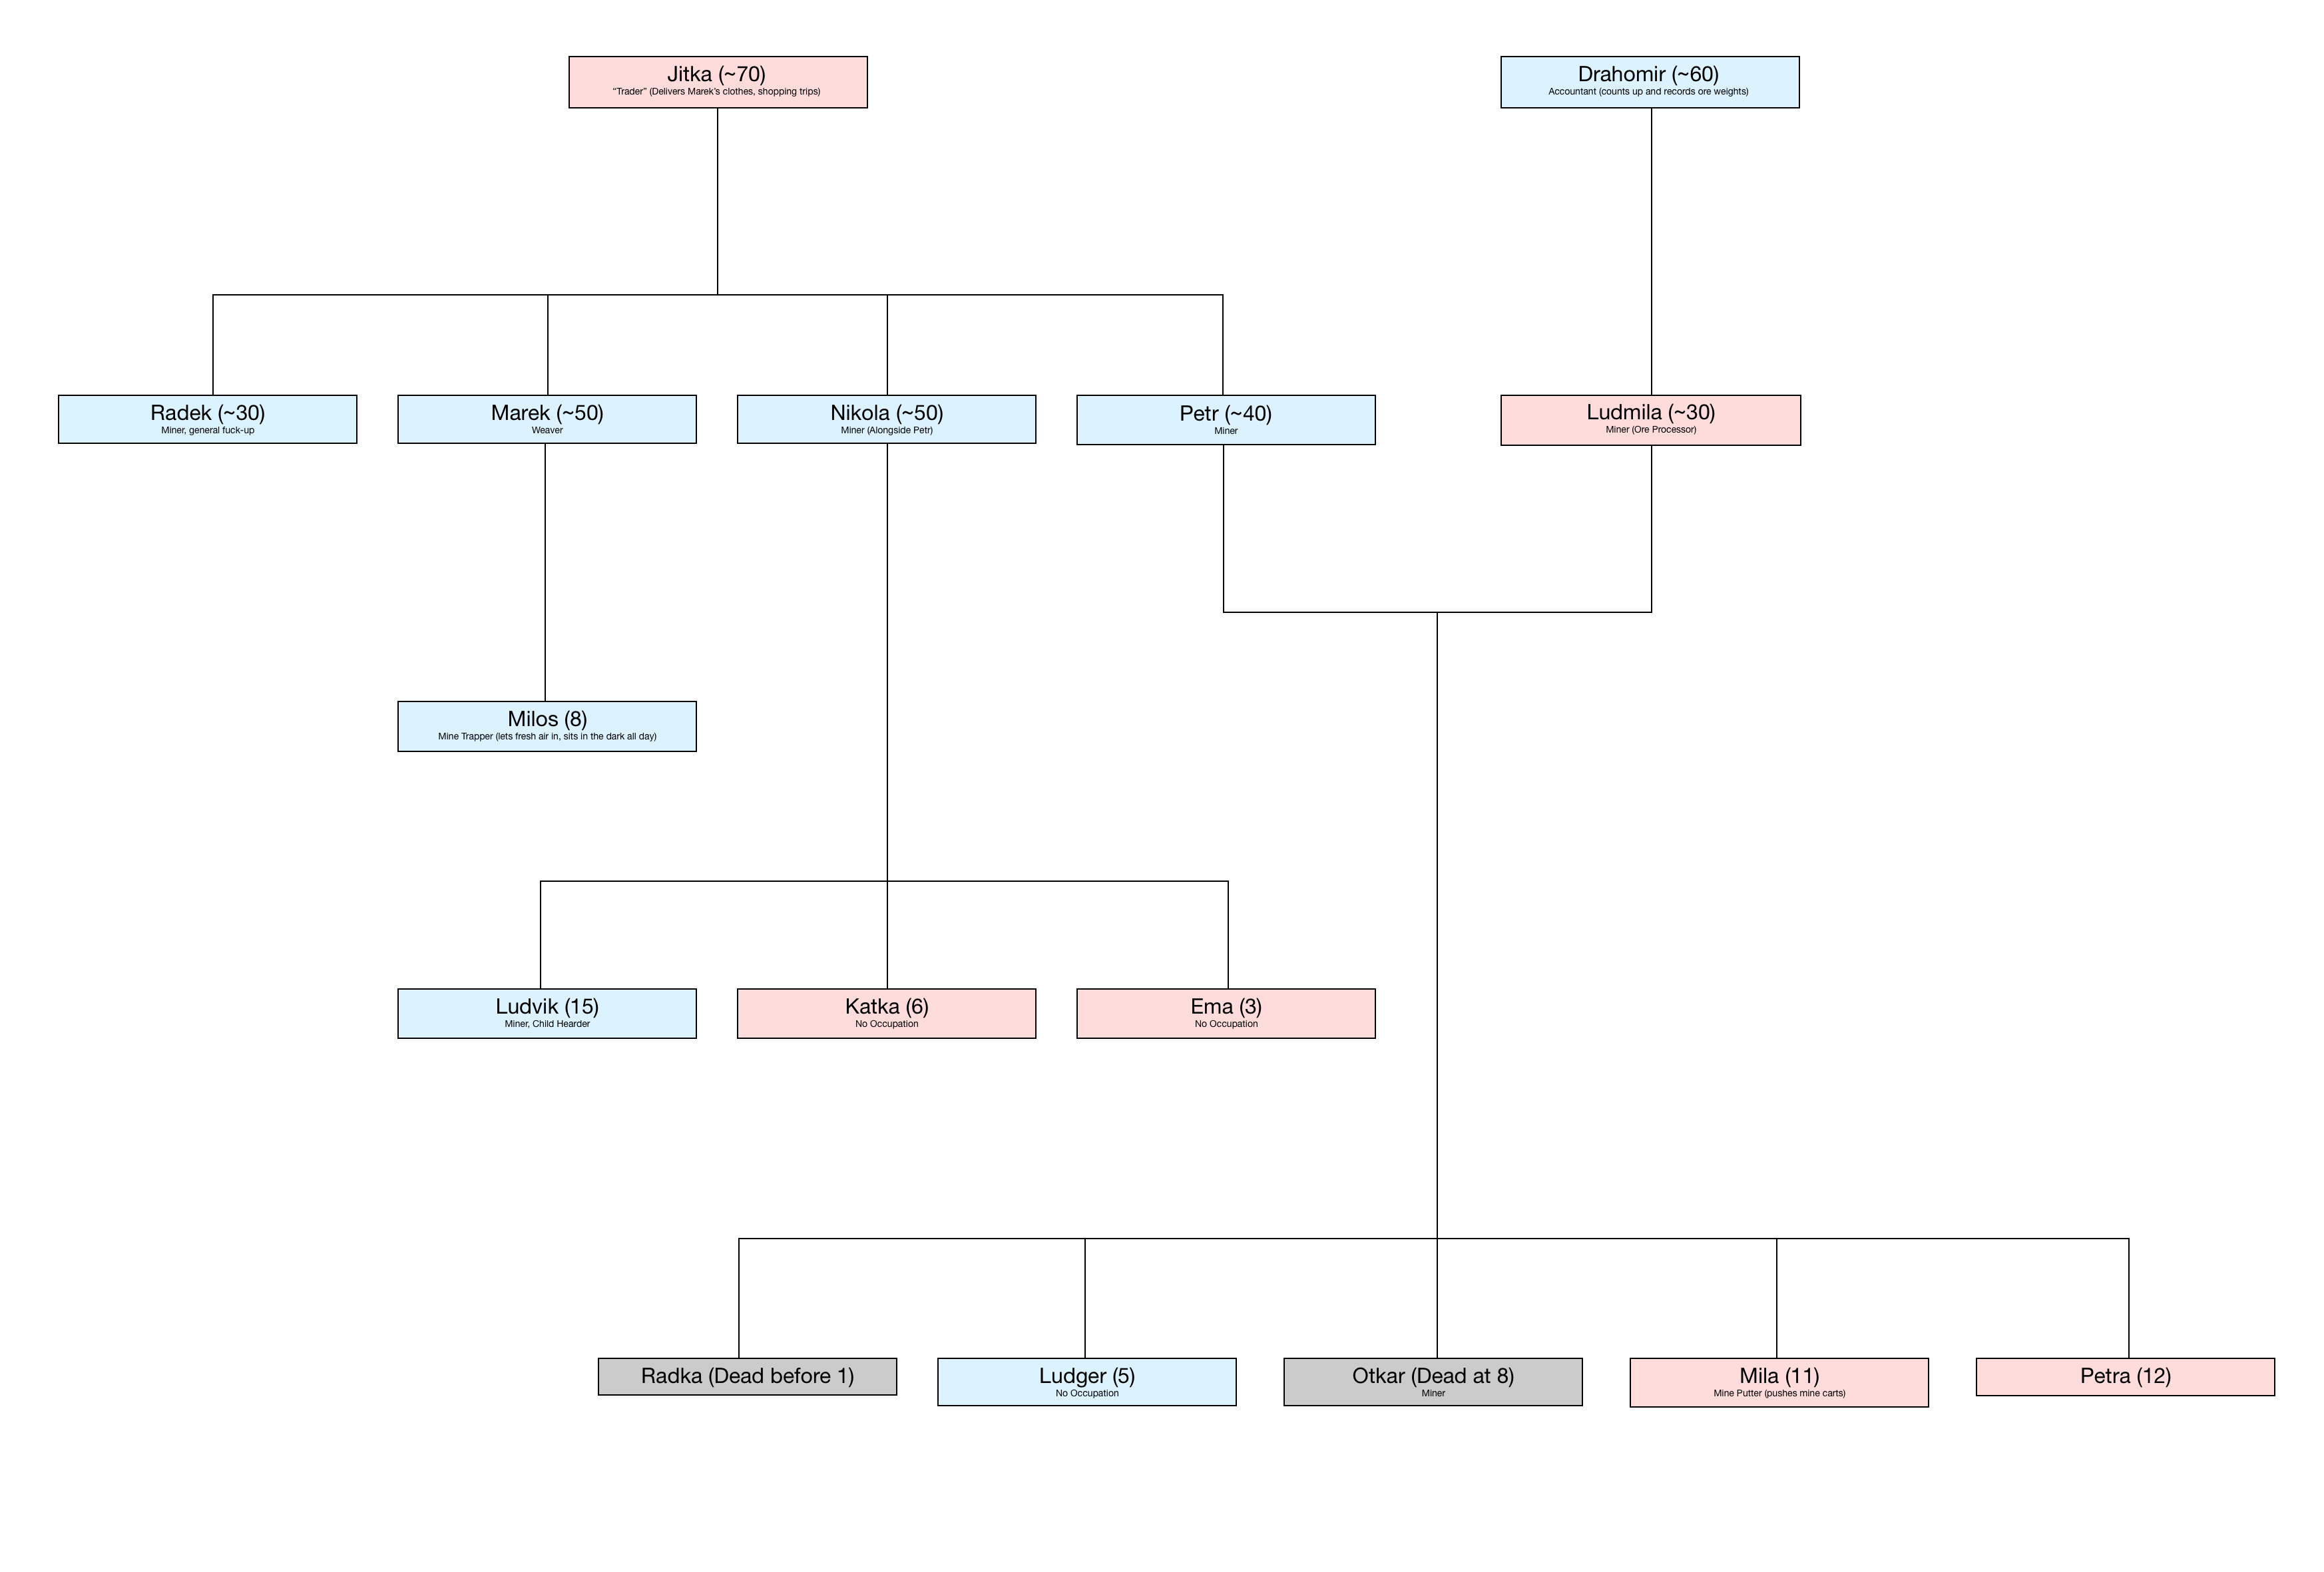 Jitka (~70)
“Trader” (Delivers Marek’s clothes, shopping trips)
Drahomir (~60)
Accountant (counts up and records ore weights)
Radek (~30)
Miner, general fuck-up
Marek (~50)
Weaver
Nikola (~50)
Miner (Alongside Petr)
Petr (~40)
Miner
Ludmila (~30)
Miner (Ore Processor)
Milos (8)
Mine Trapper (lets fresh air in, sits in the dark all day)
Ludvik (15)
Miner, Child Hearder
Katka (6)
No Occupation
Ema (3)
No Occupation
Radka (Dead before 1)
Ludger (5)
No Occupation
Otkar (Dead at 8)
Miner
Mila (11)
Mine Putter (pushes mine carts)
Petra (12)